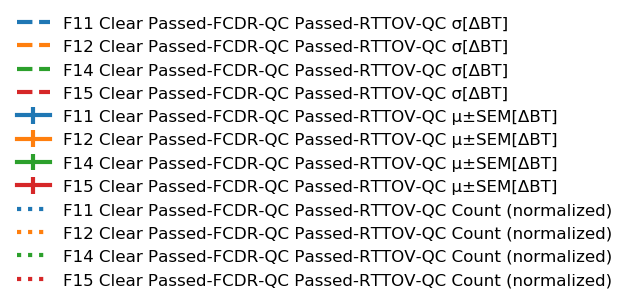 F11 Clear Passed-FCDR-QC Passed-RTTOV-QC σ[ΔBT]
F12 Clear Passed-FCDR-QC Passed-RTTOV-QC σ[ΔBT]
F14 Clear Passed-FCDR-QC Passed-RTTOV-QC σ[ΔBT]
F15 Clear Passed-FCDR-QC Passed-RTTOV-QC σ[ΔBT]
F11 Clear Passed-FCDR-QC Passed-RTTOV-QC μ±SEM[ΔBT]
F12 Clear Passed-FCDR-QC Passed-RTTOV-QC μ±SEM[ΔBT]
F14 Clear Passed-FCDR-QC Passed-RTTOV-QC μ±SEM[ΔBT]
F15 Clear Passed-FCDR-QC Passed-RTTOV-QC μ±SEM[ΔBT]
F11 Clear Passed-FCDR-QC Passed-RTTOV-QC Count (normalized)
F12 Clear Passed-FCDR-QC Passed-RTTOV-QC Count (normalized)
F14 Clear Passed-FCDR-QC Passed-RTTOV-QC Count (normalized)
F15 Clear Passed-FCDR-QC Passed-RTTOV-QC Count (normalized)